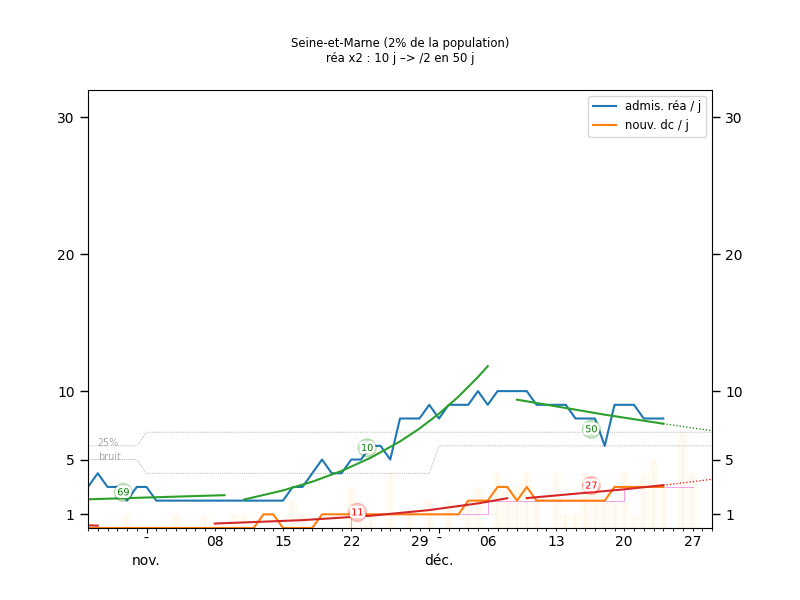 Seine-et-Marne (2% de la population)
réa x2 : 10 j –> /2 en 50 j
admis. réa / j
nouv. dc / j
30 30
20 20
10 10
5 5
1 1
25%
bruit
69
10
50
11
27
- 08 15 22 29 - 06 13 20 27
nov. déc.